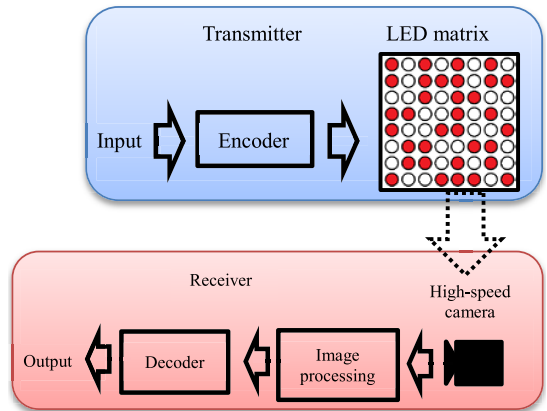 Transmitter
LED matrix
Input
Encoder
Receiver
High-speed
camera
Output
Decoder
Image
processing